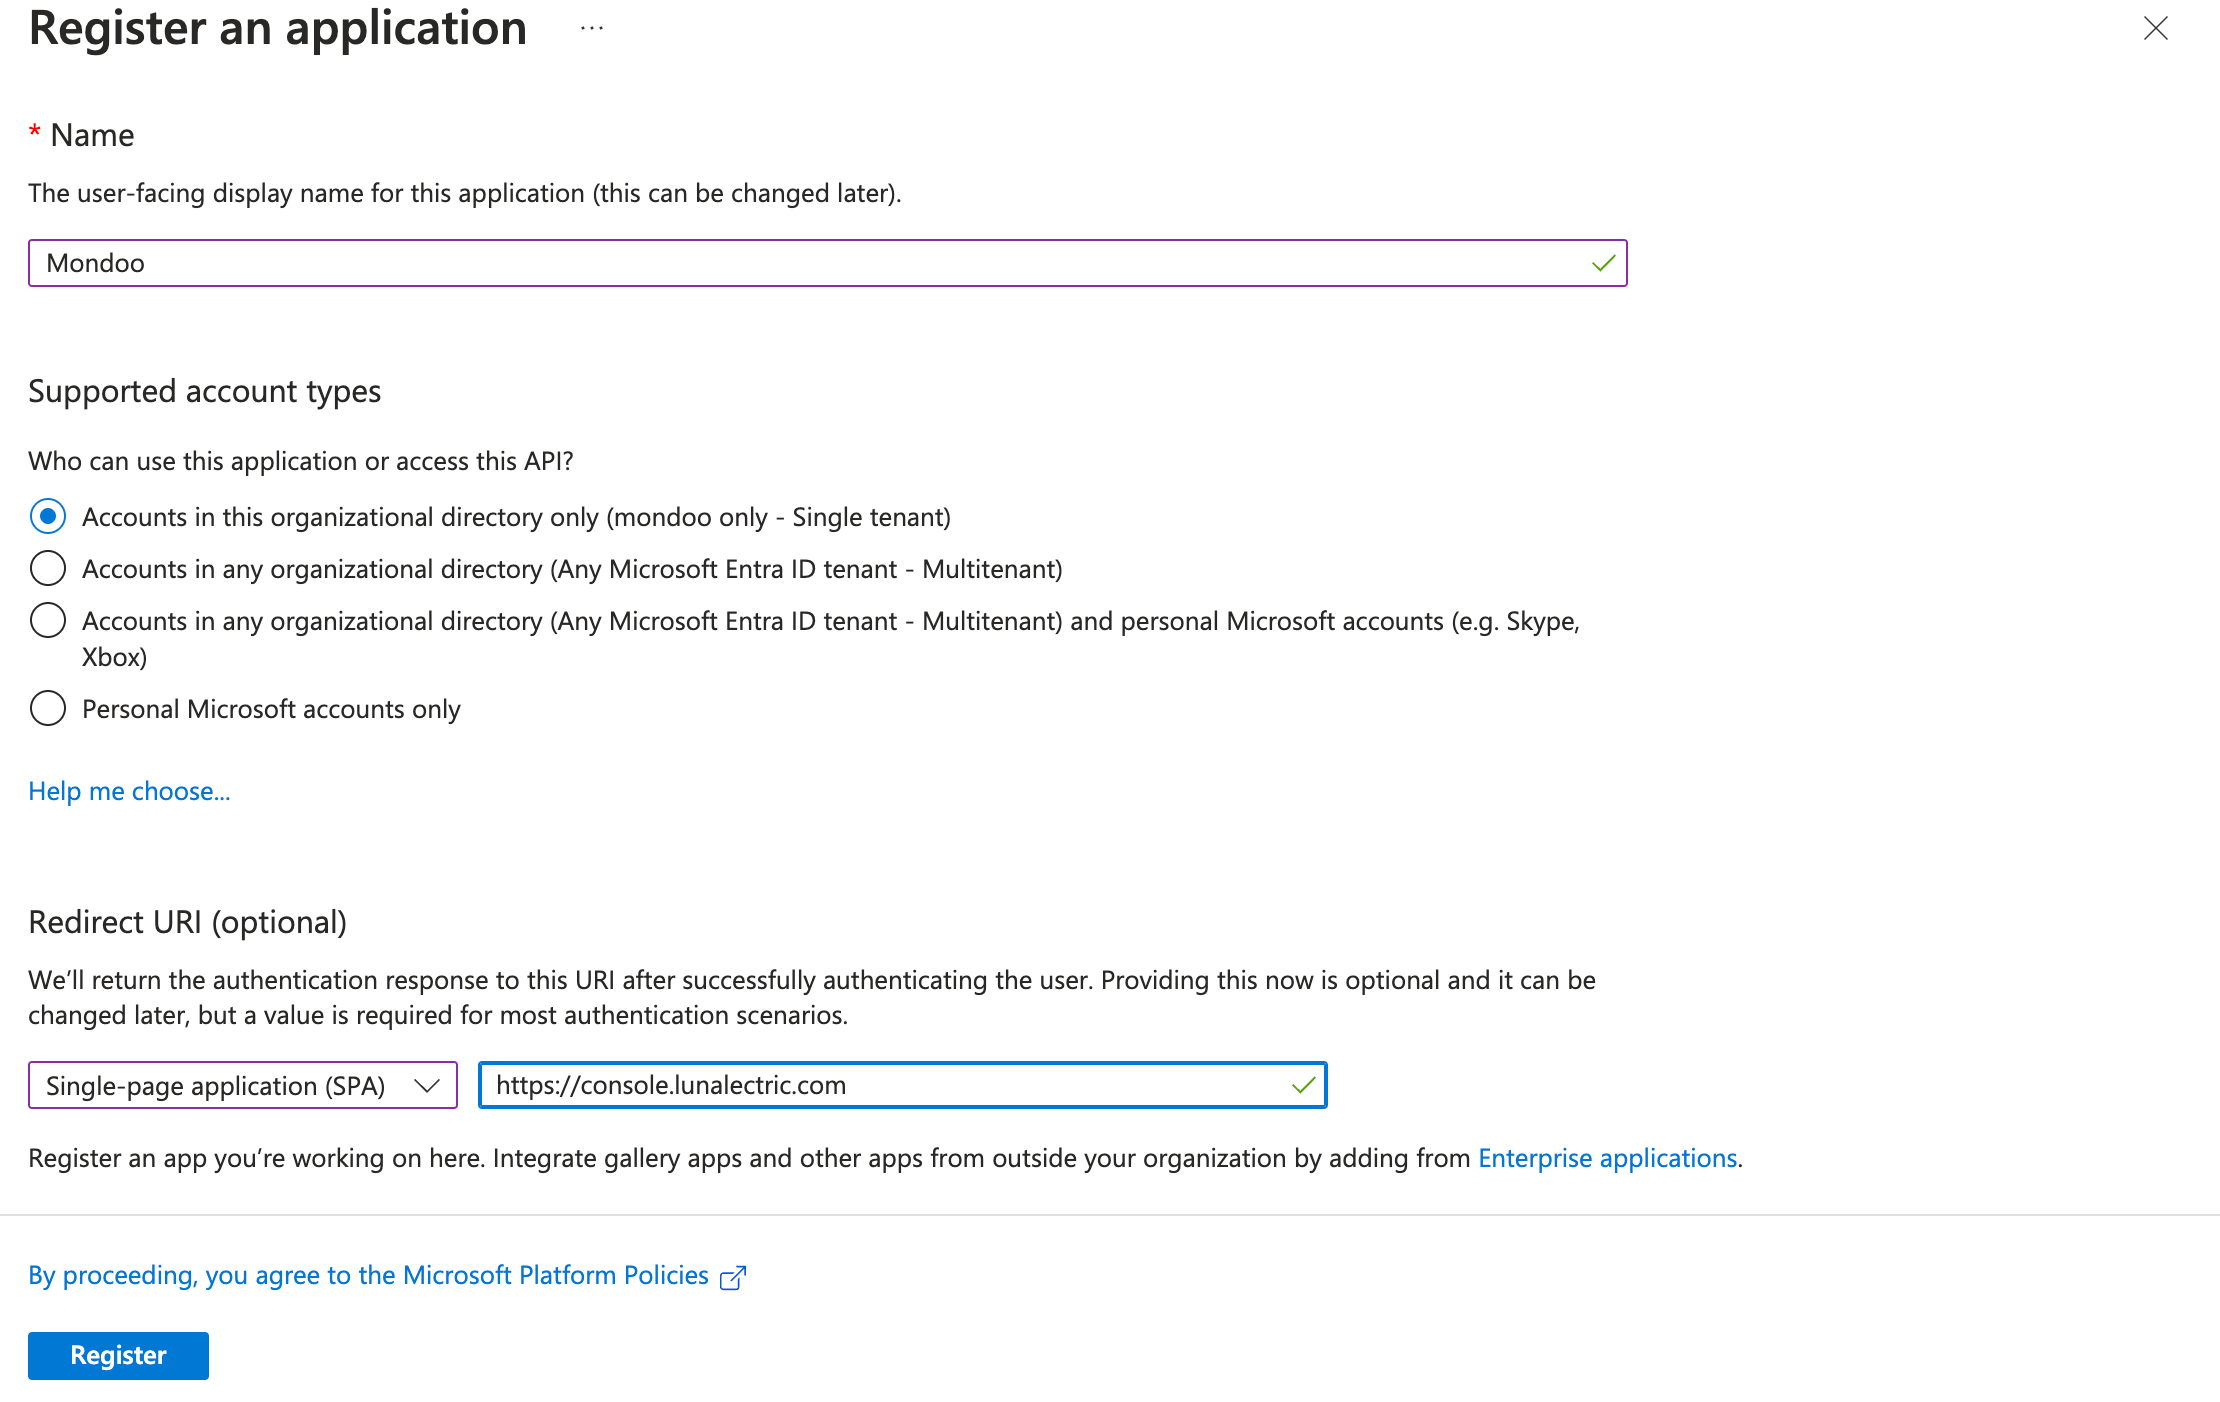 Register an application ...
* Name
The user-facing display name for this application (this can be changed later).
Mondoo
Supported account types
Who can use this application or access this API?
Accounts in this organizational directory only (mondoo only - Single tenant)
Accounts in any organizational directory (Any Microsoft Entra ID tenant - Multitenant)
Accounts in any organizational directory (Any Microsoft Entra ID tenant - Multitenant) and personal Microsoft accounts (e.g. Skype,
Xbox)
Personal Microsoft accounts only
Help me choose...
Redirect URI (optional)
We’ll return the authentication response to this URI after successfully authenticating the user. Providing this now is optional and it can be
changed later, but a value is required for most authentication scenarios.
Single-page application (SPA) https://console.lunalectric.com
Register an app you’re working on here. Integrate gallery apps and other apps from outside your organization by adding from Enterprise applications.
By proceeding, you agree to the Microsoft Platform Policies
Register